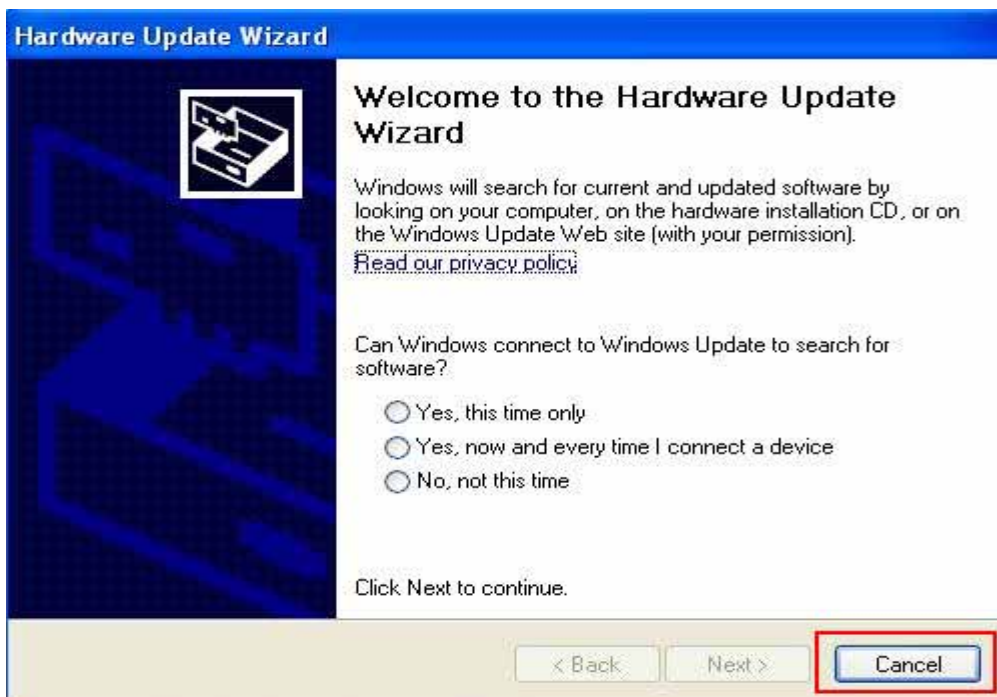 Hardware Update Wizard
Welcome to the Hardware Update
Wizard
Windows will search for current and updated software by
looking on your computer, on the hardware installation CD, or on
the Windows Update Web site (with your permission).
Read our privacy policy
Can Windows connect to Windows Update to search for
software?
Yes, this time only
Yes, now and every time I connect a device
No, not this time
Click Next to continue.
< Back
Next >
Cancel